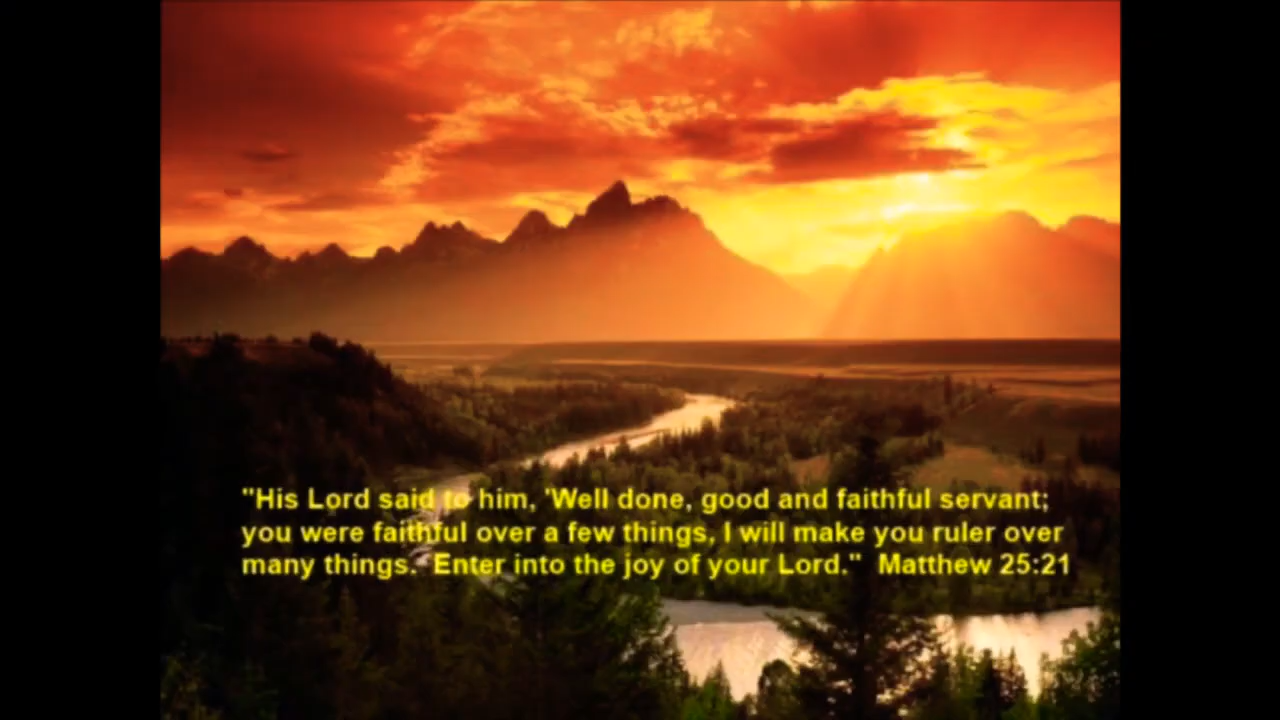 "His Lord said to him, 'Well done, good and faithful servant;
you were faithful over a few things, I will make you ruler over
many things.  Enter into the joy of your Lord."  Matthew 25:21